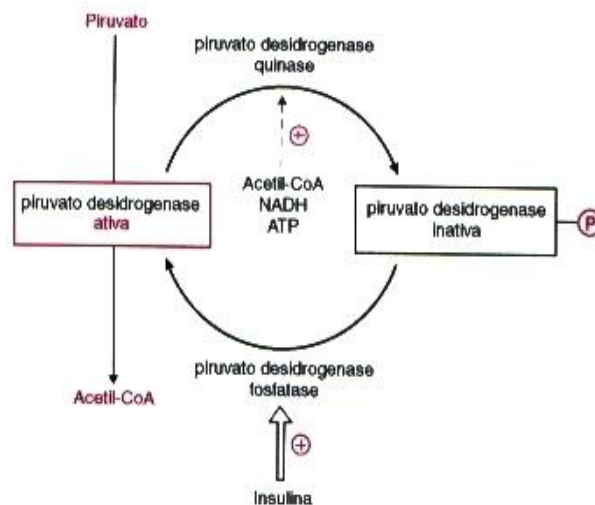 Piruvato
piruvato desidrogenase
quinase
+
Acetil-CoA
NADH
ATP
piruvato desidrogenase
ativa
piruvato desidrogenase
inativa
P
piruvato desidrogenase
fosfatase
Acetil-CoA
+
Insulina